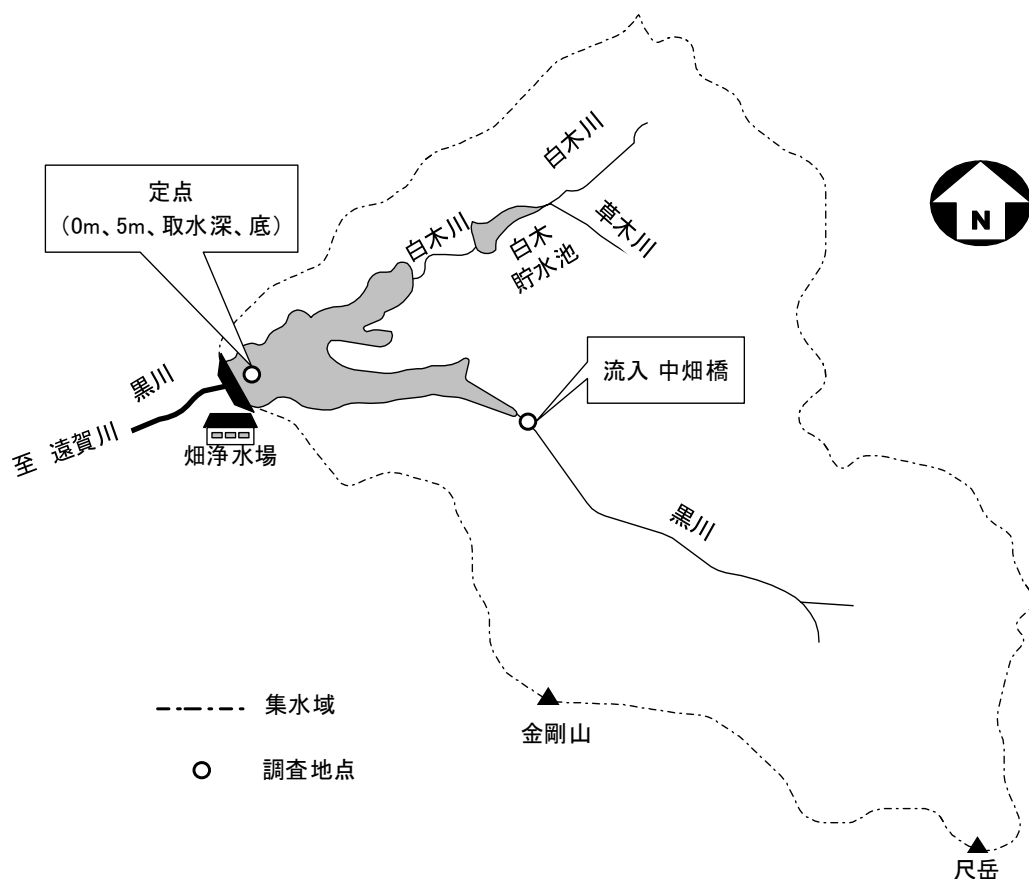 白木川
定点
（0m、5m、取水深、底）
草木川
白木川
白木
貯水池
N
黒川
流入 中畑橋
至 遠賀川
畑浄水場
黒川
集水域
金剛山
調査地点
尺岳